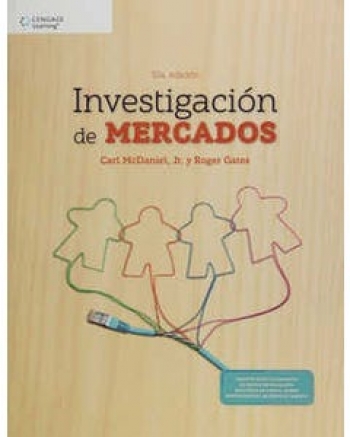 CENGAGE
Learning
10a. edición
Investigación
de MERCADOS
Carl McDaniel, Jr. y Roger Gates